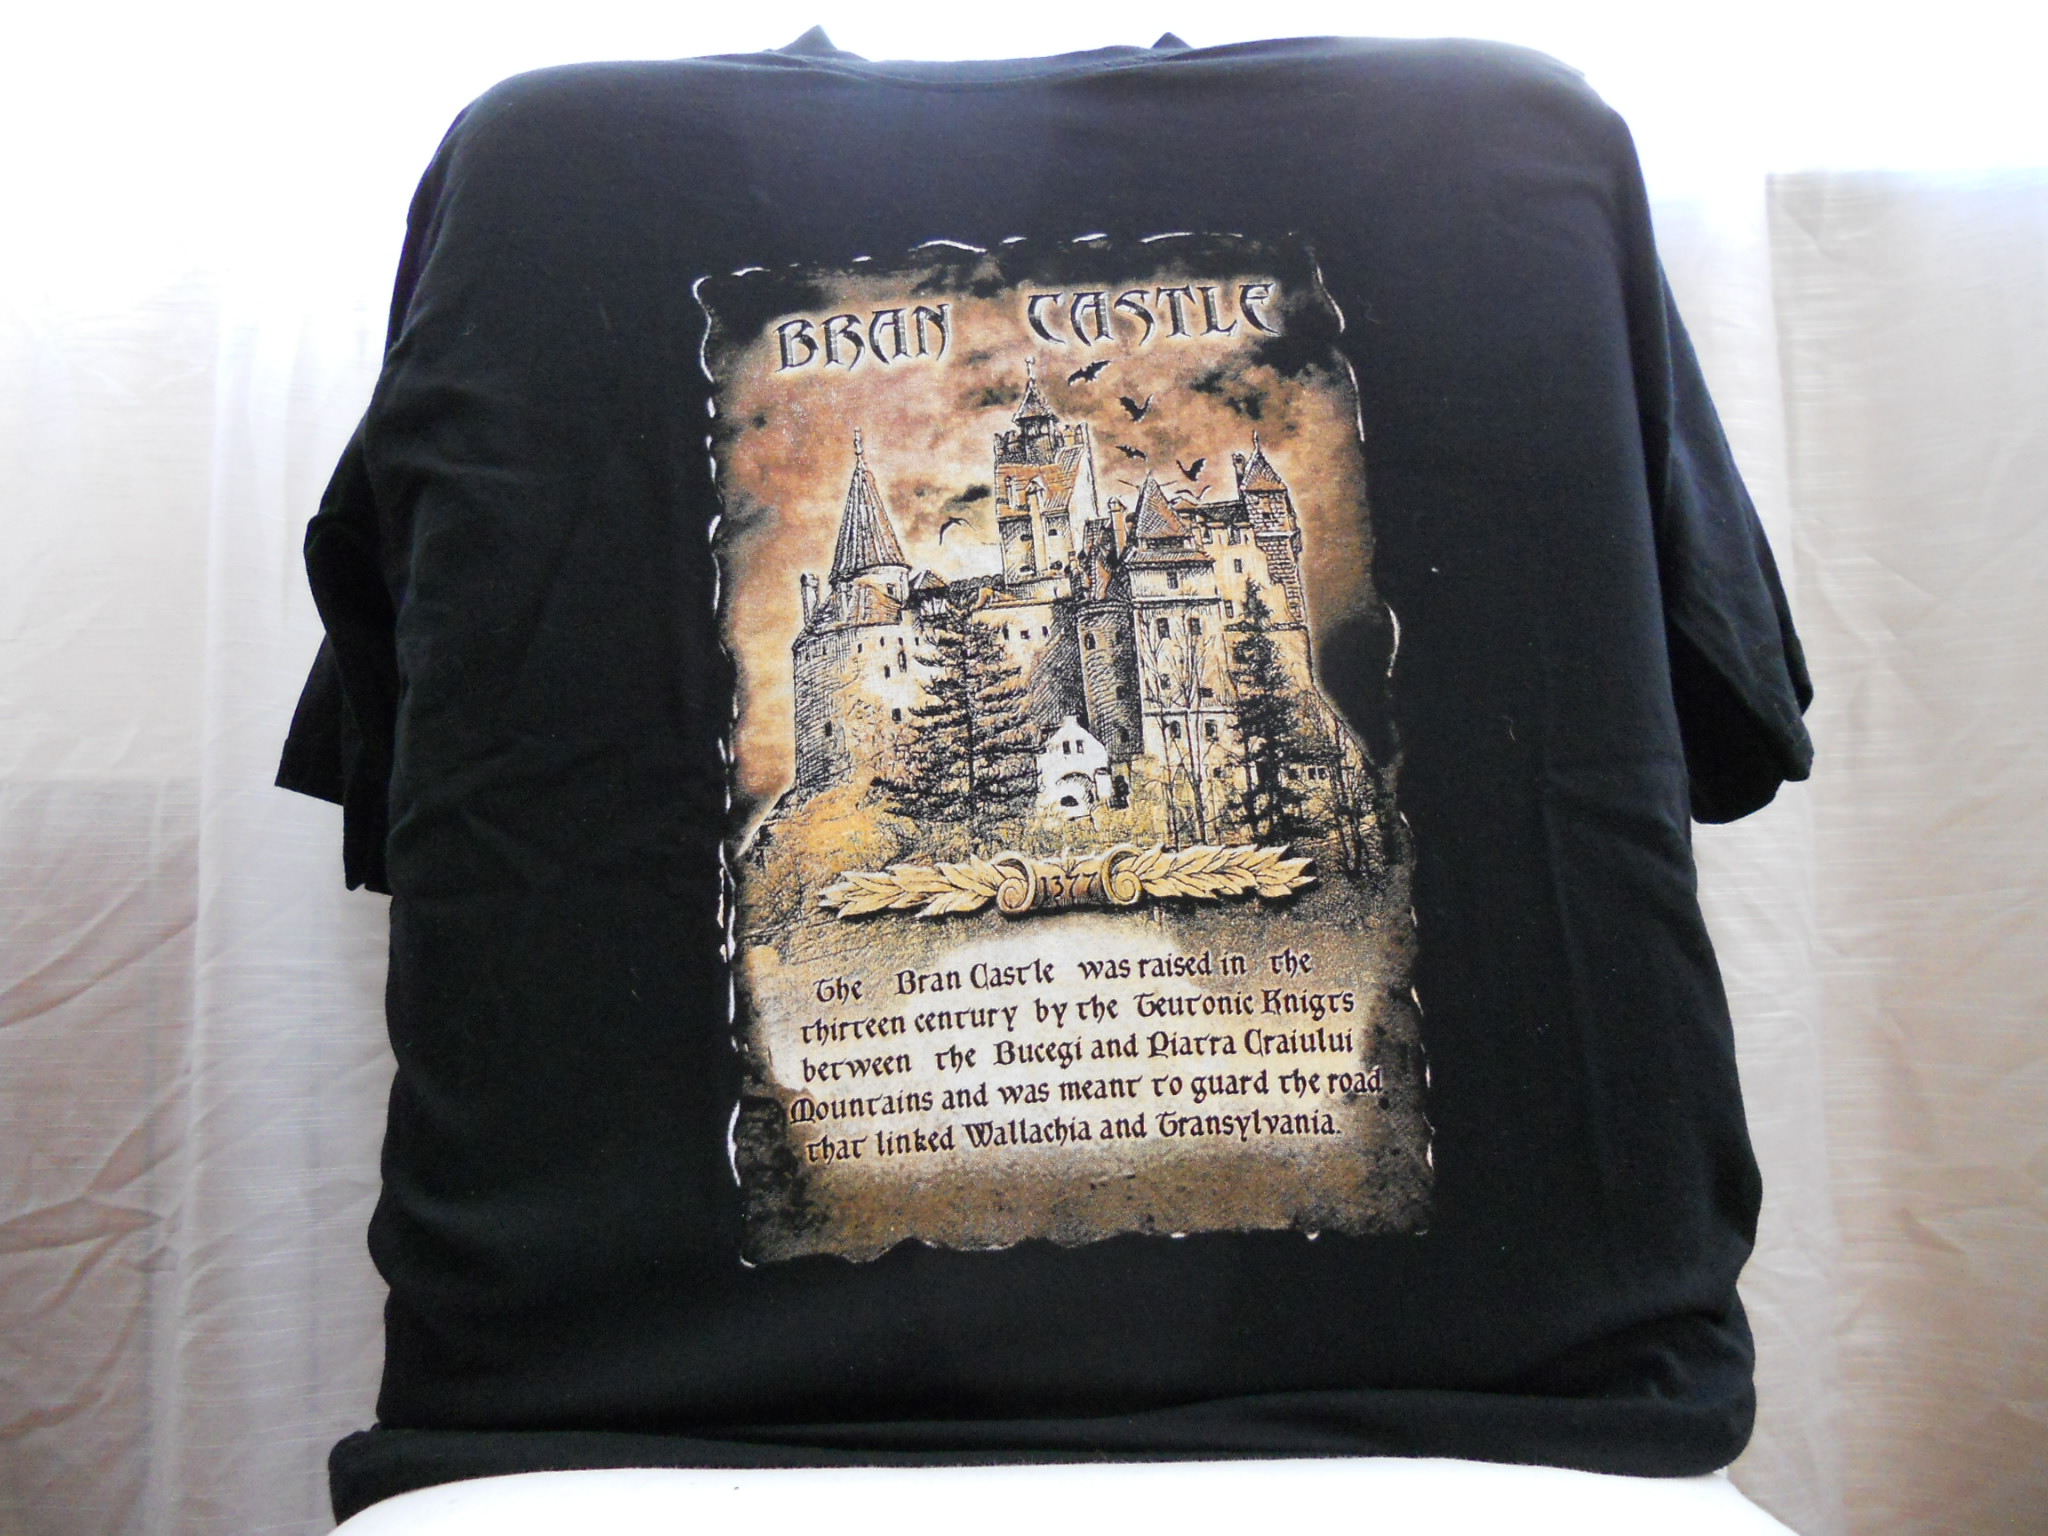 BRAN CASTLE
1377
The Bran Castle was raised in the
thirteen century by the Teutonic Knigts
between the Bucegi and Piatra Craiului
Mountains and was meant to guard the road
that linked Wallachia and Transylvania.